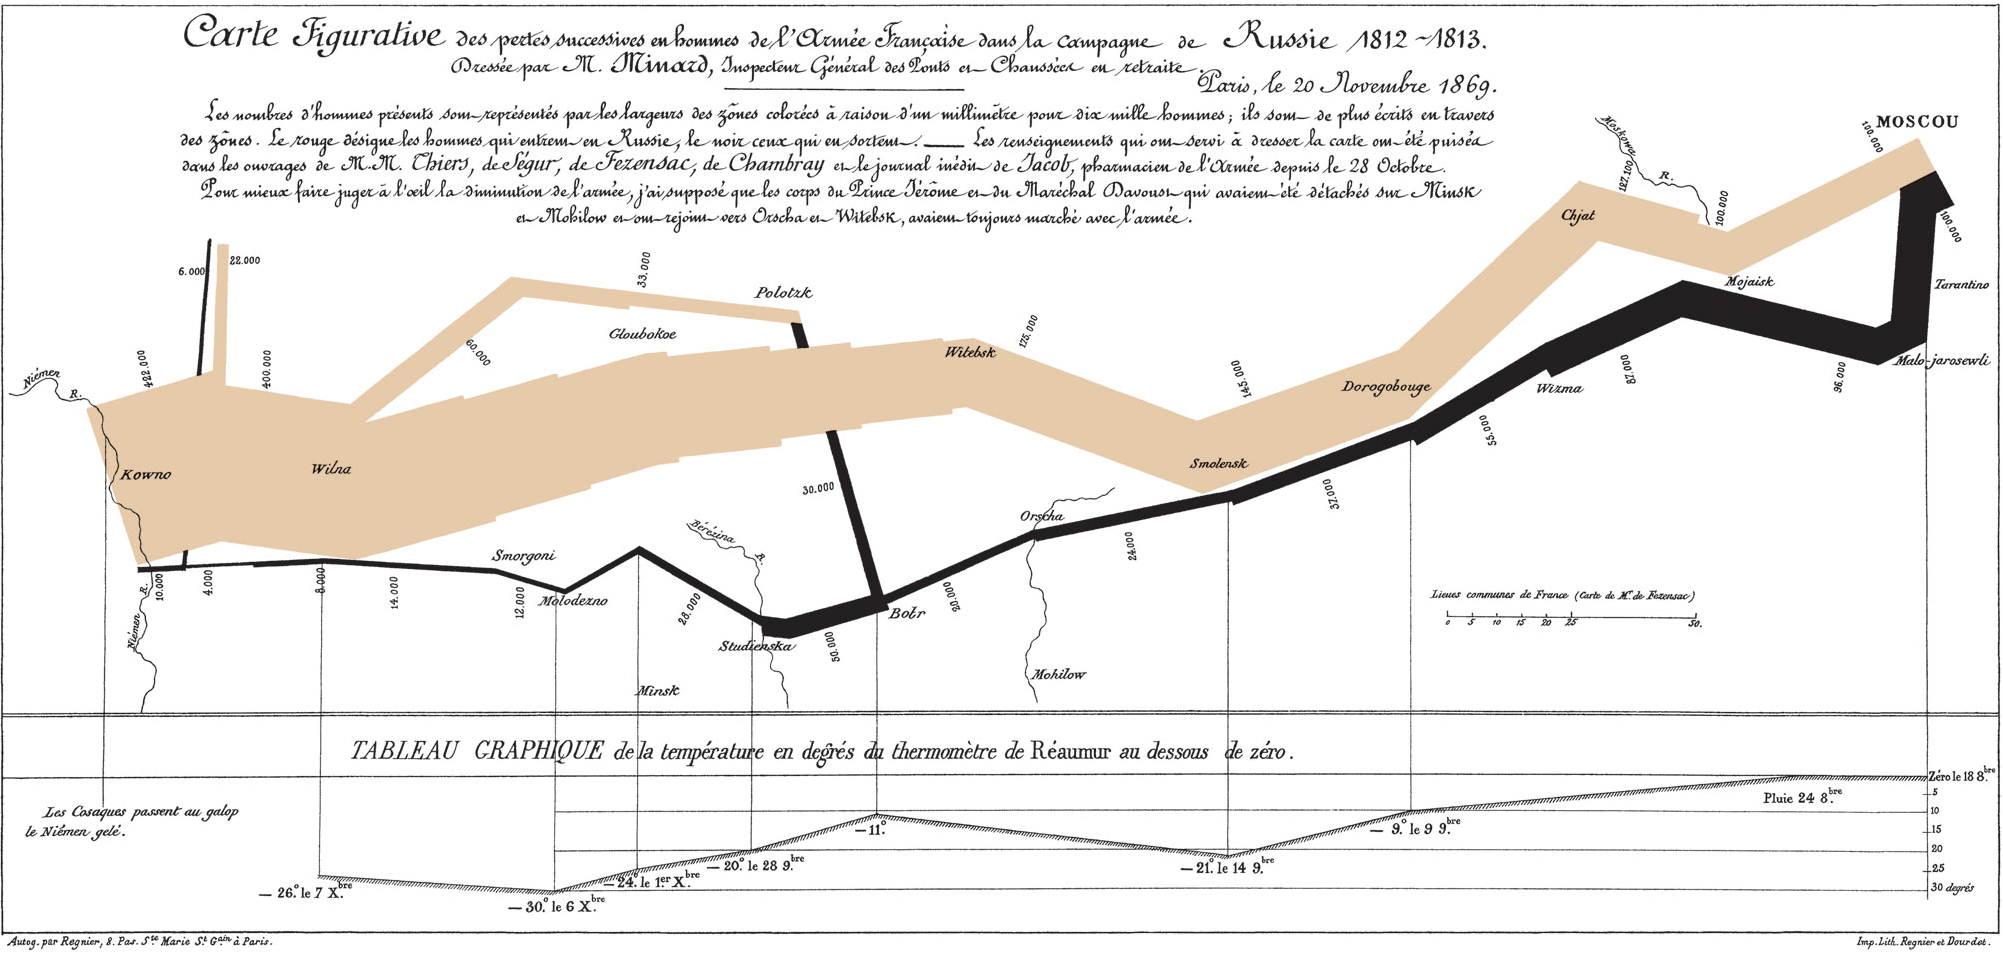 Carte Figurative des pertes successives en hommes de l'Armée Française dans la campagne de Russie 1812~1813.
Dressée par M. Minard, Inspecteur Général des Ponts et Chaussées en retraite.
Paris, le 20 Novembre 1869.
Les nombres d'hommes présents sont représentés par les largeurs des zônes colorées à raison d'un millimètre pour dix mille hommes; ils sont de plus écrits en travers
des zônes. Le rouge désigne les hommes qui entrent en Russie, le noir ceux qui en sortent. ___ Les renseignements qui ont servi à dresser la carte ont été puisés
dans les ouvrages de M.M. Thiers, de Ségur, de Fezensac, de Chambray et le journal inédit de Jacob, pharmacien de l'Armée depuis le 28 Octobre.
Pour mieux faire juger à l'œil la diminution de l'armée, j'ai supposé que les corps du Prince Jérôme et du Maréchal Davoust qui avaient été détachés sur Minsk
et Mohilow et ont rejoint vers Orscha et Witebsk, avaient toujours marché avec l'armée.
MOSCOU
100.000
Moskowa
R.
127.100
100.000
Chjat
100.000
Mojaisk
Tarantino
Malo-jarosewli
6.000
22.000
33.000
Polotzk
Gloubokoe
60.000
Niémen
R.
422.000
400.000
Witebsk
175.000
145.000
Dorogobouge
Wizma
87.000
96.000
55.000
Kowno
Wilna
Smolensk
30.000
37.000
Orscha
24.000
Bérézina
R.
Smorgoni
10.000
4.000
8.000
14.000
12.000
Molodezno
28.000
Studienska
50.000
Bobr
20.000
Niémen
R.
Minsk
Mohilow
Lieues communes de France (Carte de Mr. de Fezensac)
0 5 10 15 20 25 50.
TABLEAU GRAPHIQUE de la température en degrés du thermomètre de Réaumur au dessous de zéro.
Les Cosaques passent au galop
le Niémen gelé.
Zéro le 18 8.bre
Pluie 24 8.bre
5
10
15
20
25
30 degrés
— 9.° le 9 9.bre
— 11.°
— 21.° le 14 9.bre
— 20.° le 28 9.bre
— 24.° le 1.er X.bre
— 30.° le 6 X.bre
— 26.° le 7 X.bre
Autog. par Regnier, 8. Pas. Ste Marie St Gain à Paris.
Imp. Lith. Regnier et Dourdet.